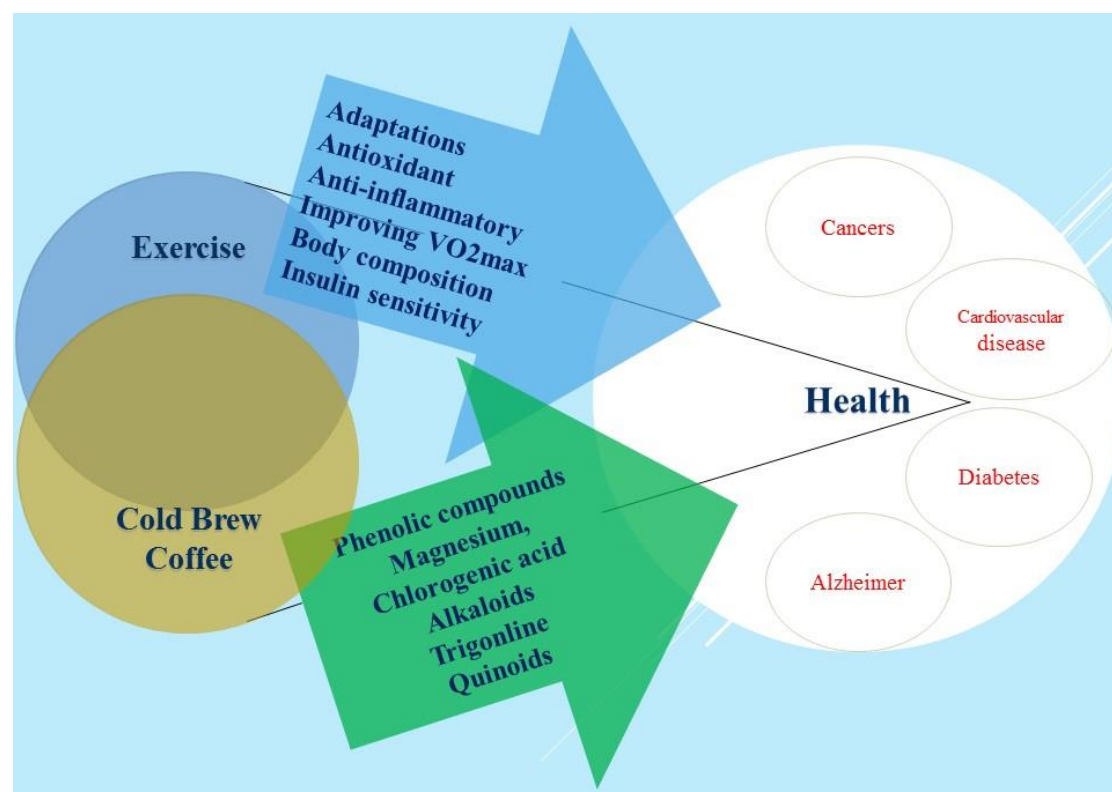 Exercise
Cold Brew
Coffee
Adaptations
Antioxidant
Anti-inflammatory
Improving VO2max
Body composition
Insulin sensitivity
Phenolic compounds
Magnesium,
Chlorogenic acid
Alkaloids
Trigonline
Quinoids
Health
Cancers
Cardiovascular
disease
Diabetes
Alzheimer